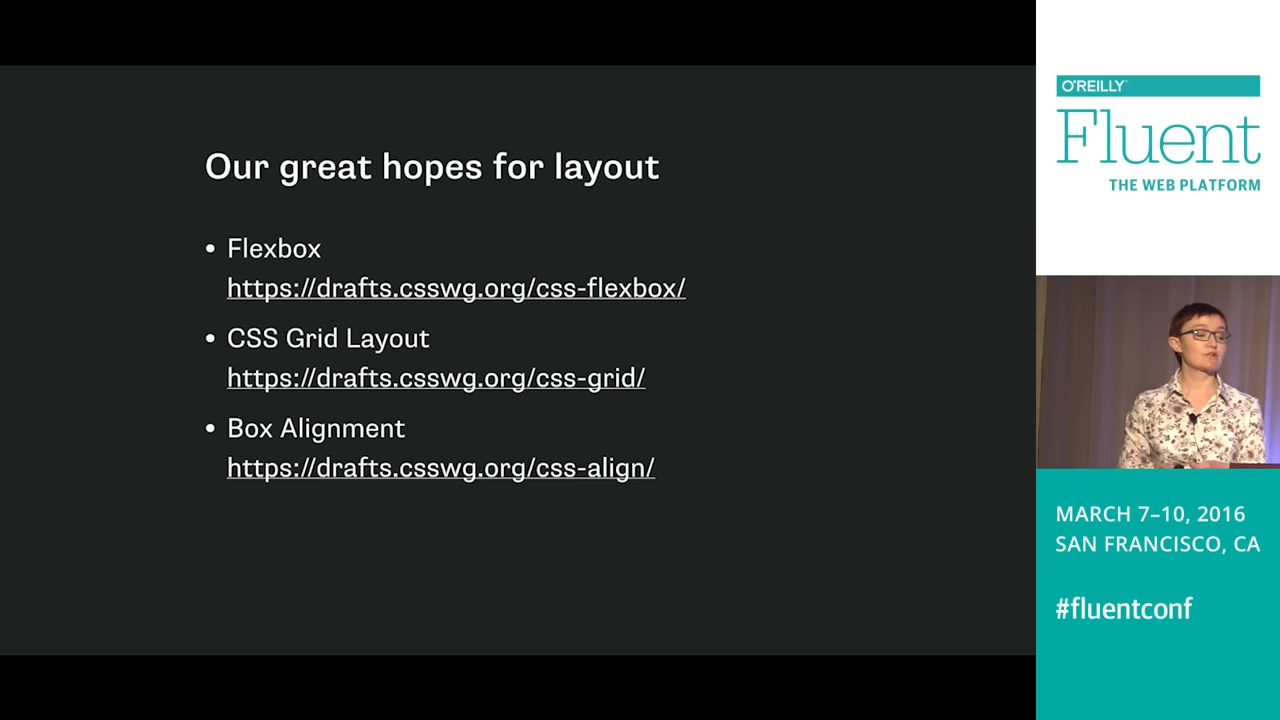 Our great hopes for layout
• Flexbox
https://drafts.csswg.org/css-flexbox/
• CSS Grid Layout
https://drafts.csswg.org/css-grid/
• Box Alignment
https://drafts.csswg.org/css-align/
O'REILLY™
Fluent
THE WEB PLATFORM
MARCH 7–10, 2016
SAN FRANCISCO, CA
#fluentconf